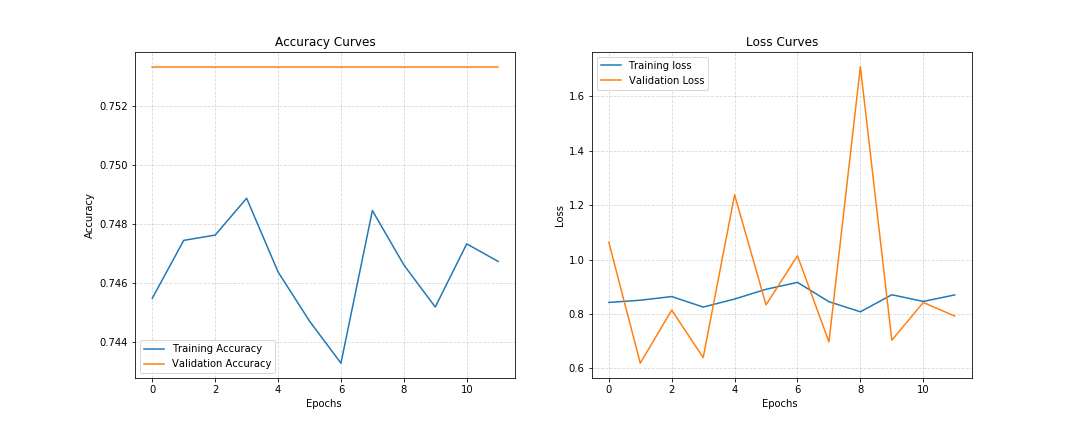 Accuracy Curves
0.752
0.750
0.748
0.746
0.744
Accuracy
Training Accuracy
Validation Accuracy
0 2 4 6 8 10
Epochs
Loss Curves
Training loss
Validation Loss
1.6
1.4
1.2
1.0
0.8
0.6
Loss
0 2 4 6 8 10
Epochs